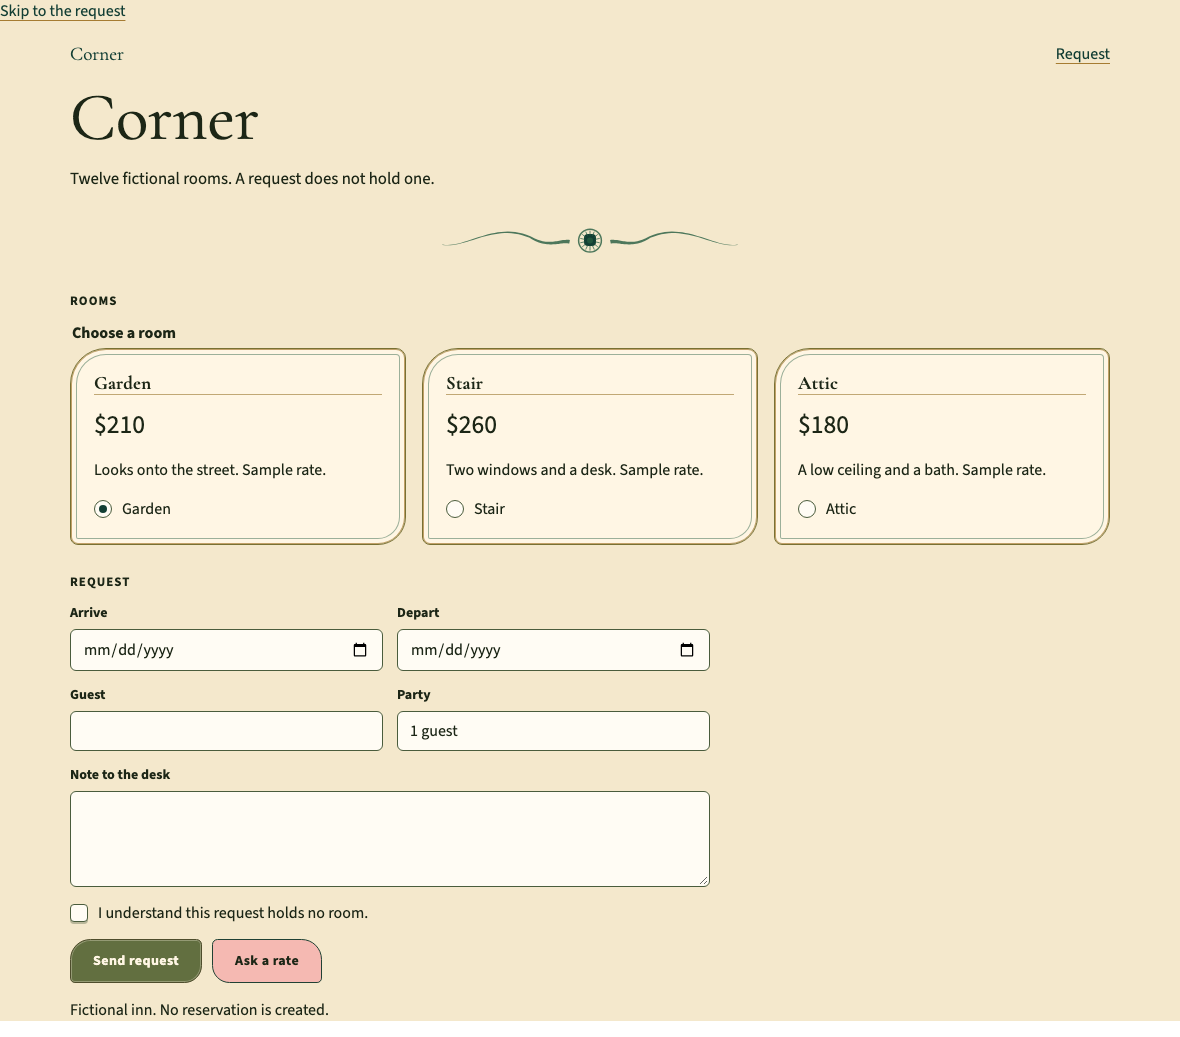 Skip to the request
Corner
Request
Corner
Twelve fictional rooms. A request does not hold one.
ROOMS
Choose a room
Garden
$210
Looks onto the street. Sample rate.
Garden
Stair
$260
Two windows and a desk. Sample rate.
Stair
Attic
$180
A low ceiling and a bath. Sample rate.
Attic
REQUEST
Arrive
Depart
mm/dd/yyyy
mm/dd/yyyy
Guest
Party
1 guest
Note to the desk
I understand this request holds no room.
Send request
Ask a rate
Fictional inn. No reservation is created.